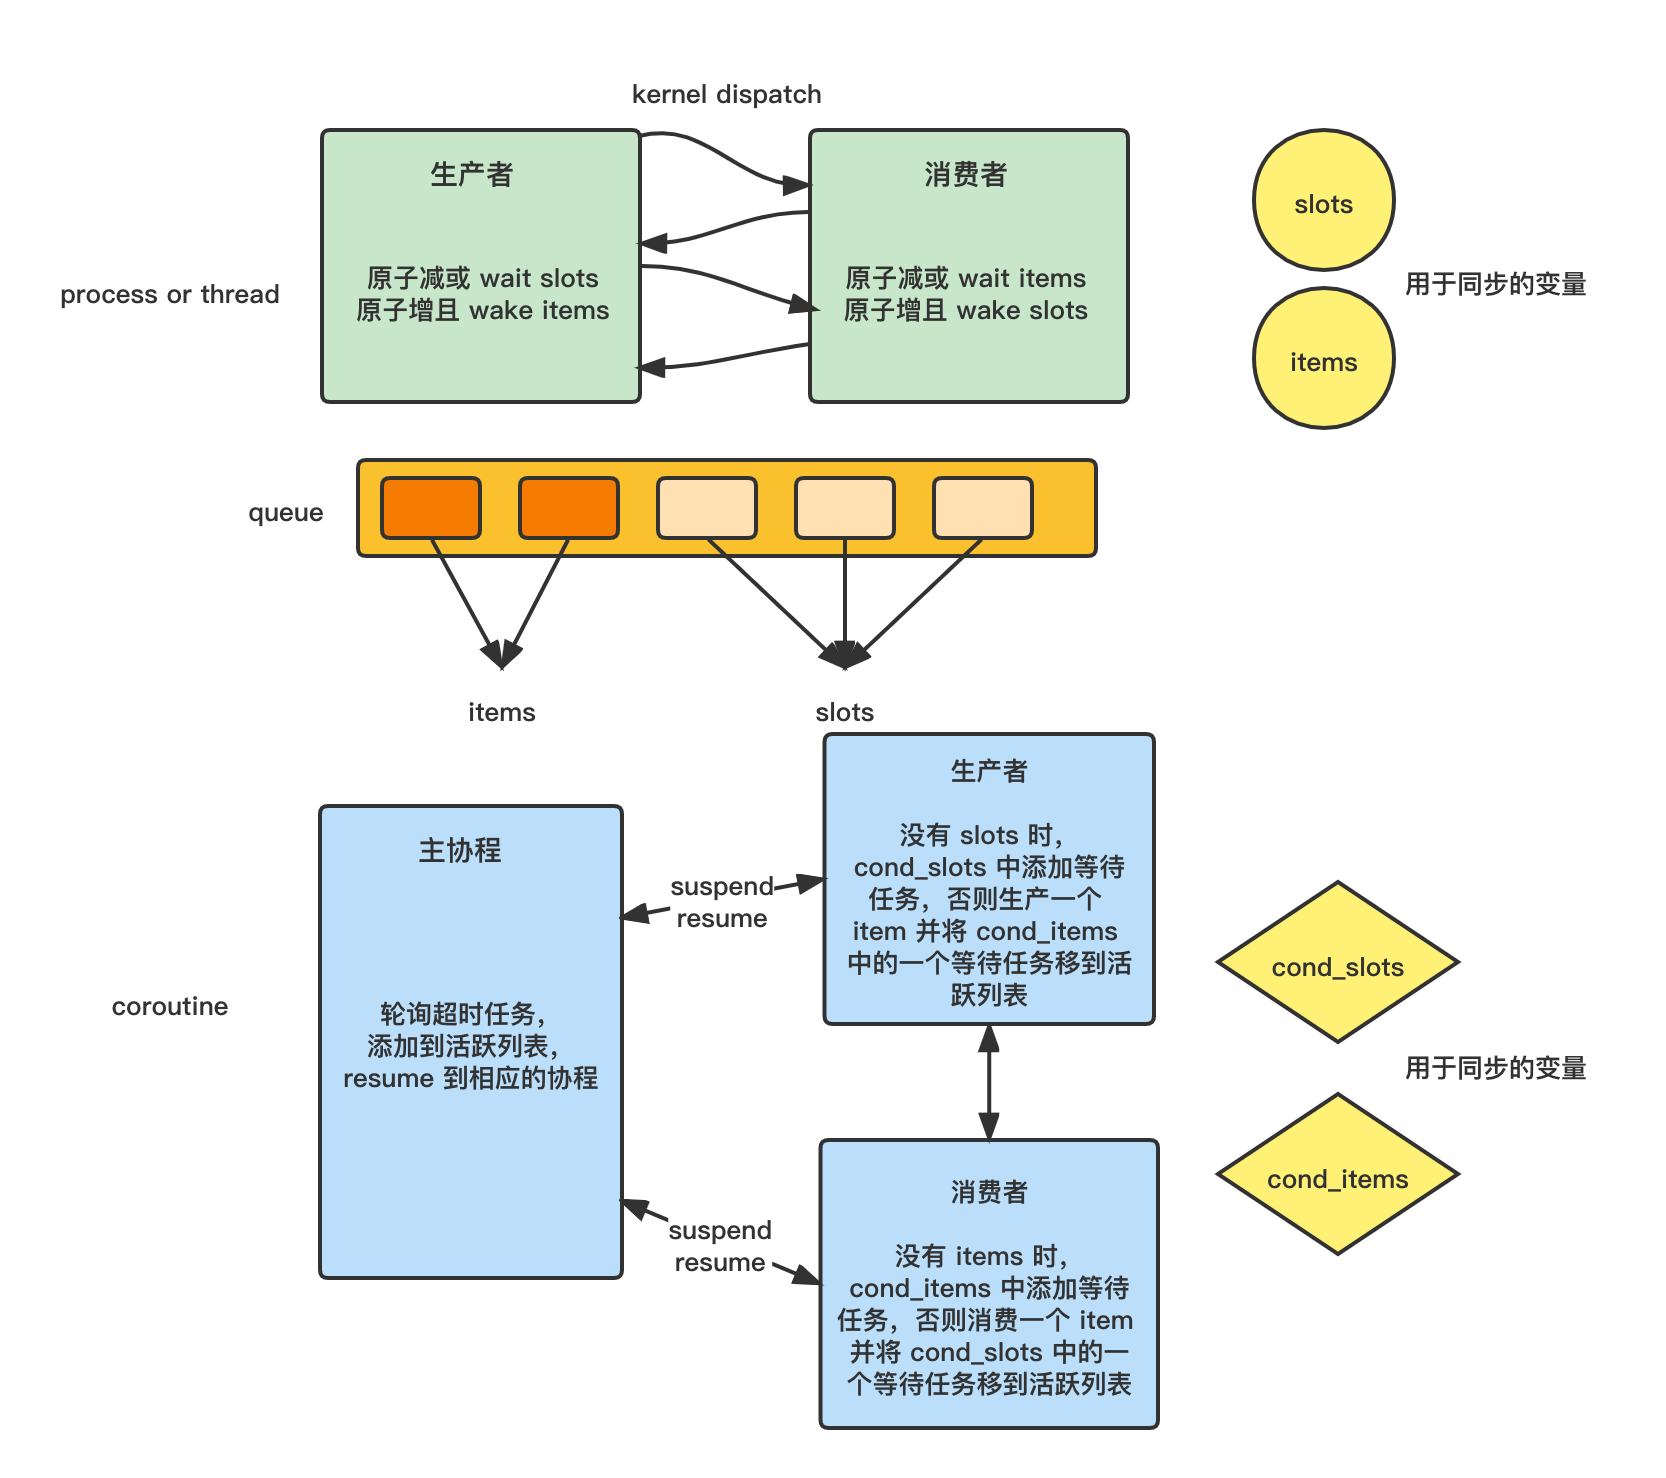 kernel dispatch
生产者
原子减或 wait slots
原子增且 wake items
消费者
原子减或 wait items
原子增且 wake slots
slots
items
用于同步的变量
process or thread
queue
items
slots
coroutine
主协程
轮询超时任务，
添加到活跃列表，
resume 到相应的协程
suspend
resume
生产者
没有 slots 时，
cond_slots 中添加等待
任务，否则生产一个
item 并将 cond_items
中的一个等待任务移到活
跃列表
suspend
resume
消费者
没有 items 时，
cond_items 中添加等待
任务，否则消费一个 item
并将 cond_slots 中的一
个等待任务移到活跃列表
cond_slots
用于同步的变量
cond_items